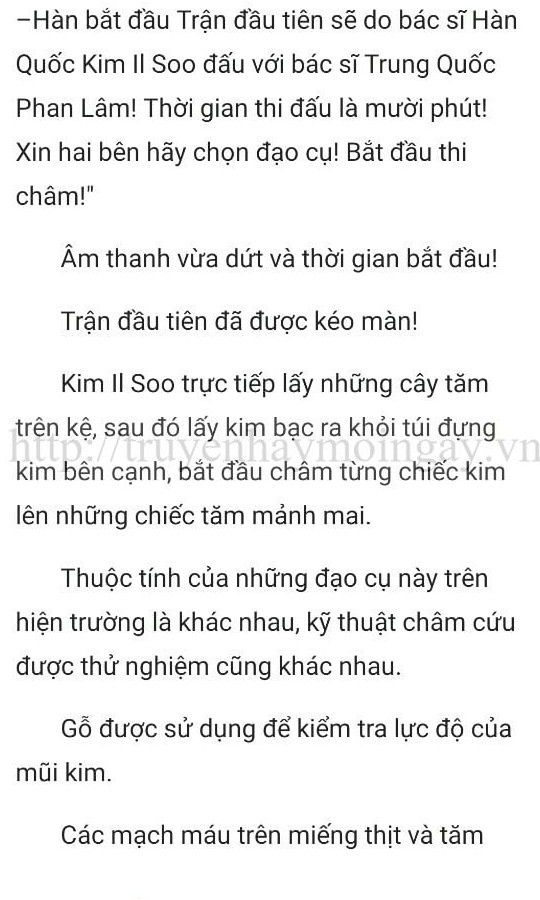 –Hàn bắt đầu Trận đầu tiên sẽ do bác sĩ Hàn
Quốc Kim Il Soo đấu với bác sĩ Trung Quốc
Phan Lâm! Thời gian thi đấu là mười phút!
Xin hai bên hãy chọn đạo cụ! Bắt đầu thi
châm!"
Âm thanh vừa dứt và thời gian bắt đầu!
Trận đầu tiên đã được kéo màn!
Kim Il Soo trực tiếp lấy những cây tăm
trên kệ, sau đó lấy kim bạc ra khỏi túi đựng
http://truyenhaymoingay.vn
kim bên cạnh, bắt đầu châm từng chiếc kim
lên những chiếc tăm mảnh mai.
Thuộc tính của những đạo cụ này trên
hiện trường là khác nhau, kỹ thuật châm cứu
được thử nghiệm cũng khác nhau.
Gỗ được sử dụng để kiểm tra lực độ của
mũi kim.
Các mạch máu trên miếng thịt và tăm